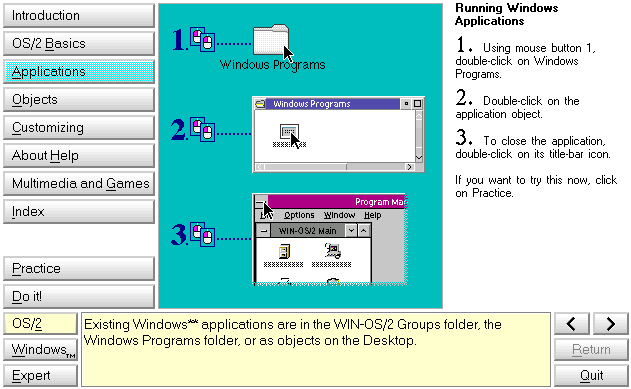 Introduction
OS/2 Basics
Applications
Objects
Customizing
About Help
Multimedia and Games
Index
Practice
Do it!
OS/2
Windows™
Expert
1.
Windows Programs
2.
Windows Programs
3.
Program Ma
Options Window Help
WIN-OS/2 Main
Running Windows
Applications
1. Using mouse button 1,
double-click on Windows
Programs.
2. Double-click on the
application object.
3. To close the application,
double-click on its title-bar icon.
If you want to try this now, click
on Practice.
Existing Windows** applications are in the WIN-OS/2 Groups folder, the
Windows Programs folder, or as objects on the Desktop.
Return
Quit